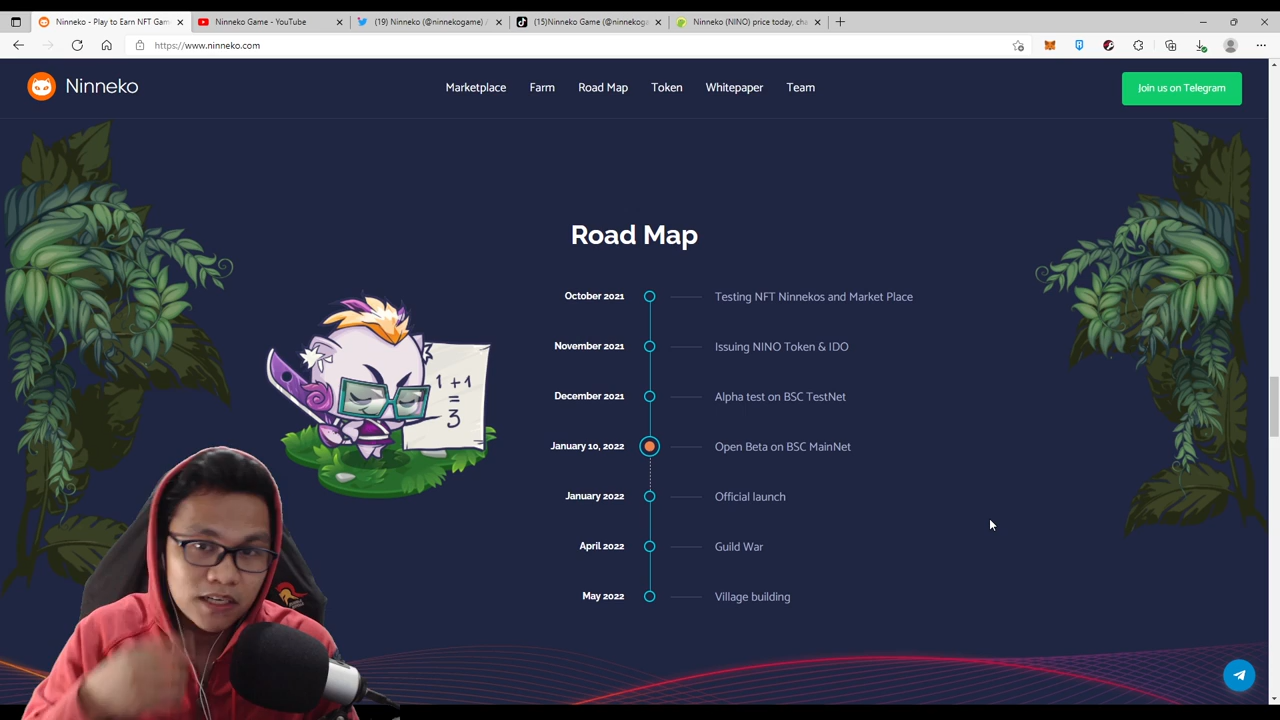 Ninneko - Play to Earn NFT Gam
Ninneko Game - YouTube
(19) Ninneko (@ninnekogame) /
(15)Ninneko Game (@ninnekoga
Ninneko (NINO) price today, cha
https://www.ninneko.com
Ninneko
Marketplace
Farm
Road Map
Token
Whitepaper
Team
Join us on Telegram
Road Map
October 2021
Testing NFT Ninnekos and Market Place
November 2021
Issuing NINO Token & IDO
December 2021
Alpha test on BSC TestNet
January 10, 2022
Open Beta on BSC MainNet
January 2022
Official launch
April 2022
Guild War
May 2022
Village building
1+1
=
3